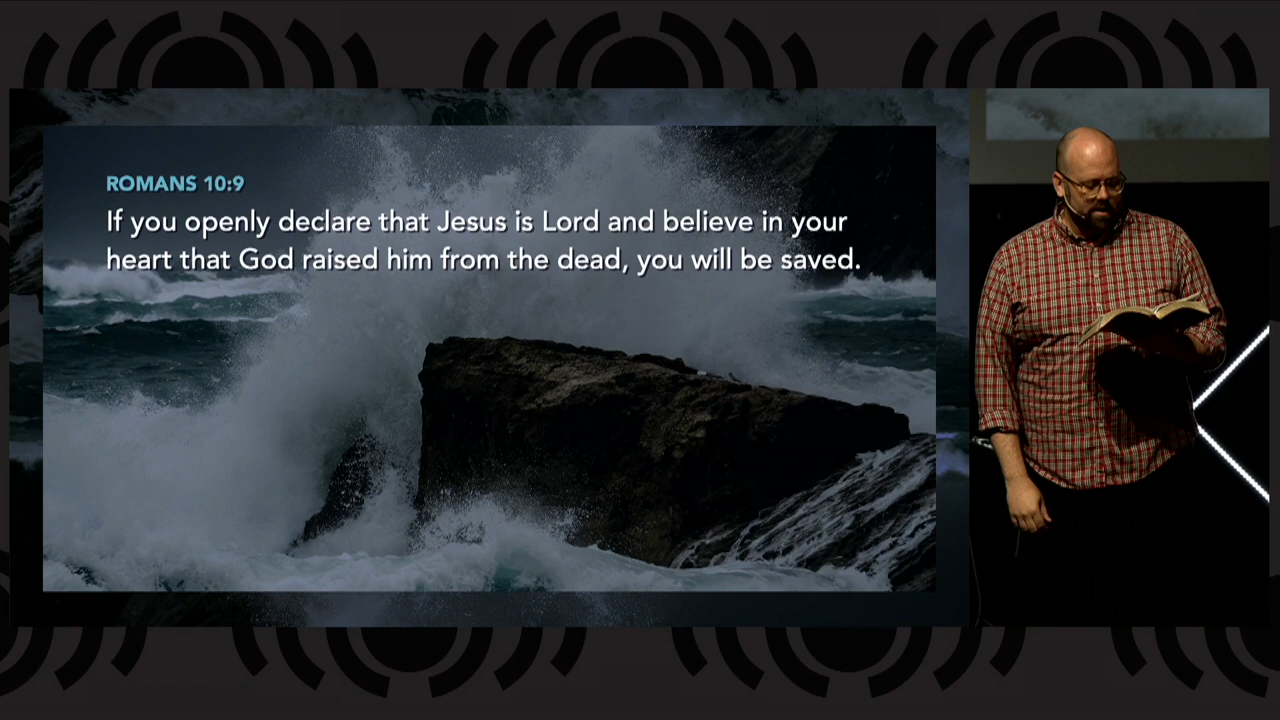 ROMANS 10:9
If you openly declare that Jesus is Lord and believe in your
heart that God raised him from the dead, you will be saved.